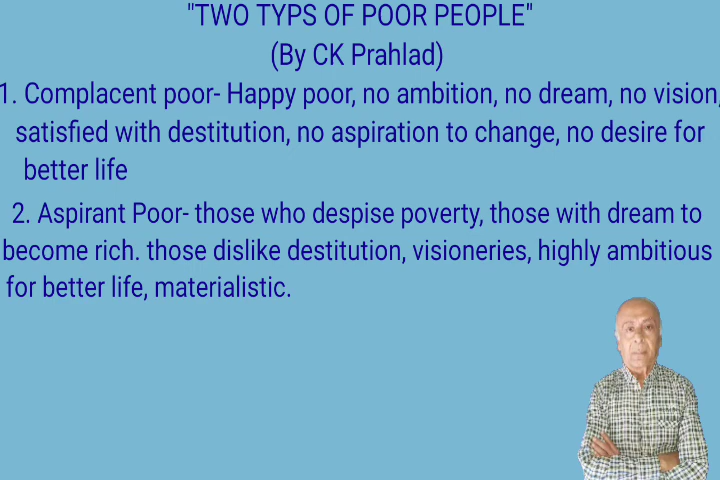 "TWO TYPS OF POOR PEOPLE"
(By CK Prahlad)
1. Complacent poor- Happy poor, no ambition, no dream, no vision,
satisfied with destitution, no aspiration to change, no desire for
better life
2. Aspirant Poor- those who despise poverty, those with dream to
become rich. those dislike destitution, visioneries, highly ambitious
for better life, materialistic.